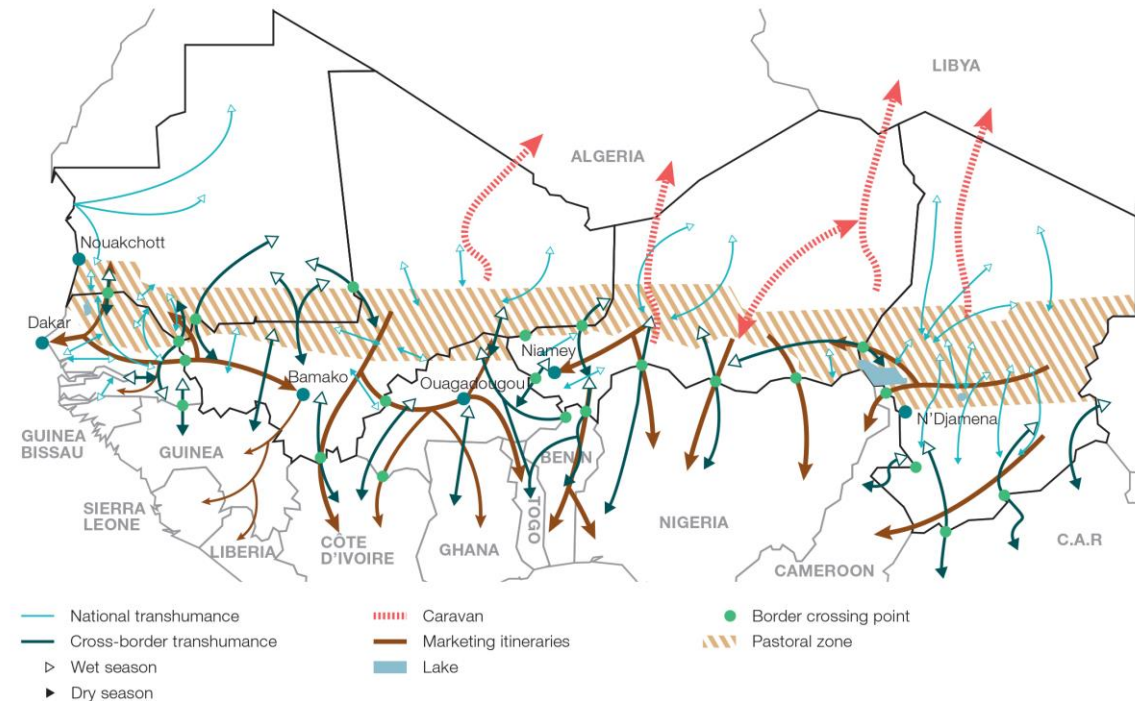 LIBYA
ALGERIA
Nouakchott
Dakar
Bamako
Ouagadougou
Niamey
N'Djamena
GUINEA
BISSAU
GUINEA
SIERRA
LEONE
LIBERIA
CÔTE
D'IVOIRE
GHANA
TOGO
BENIN
NIGERIA
CAMEROON
C.A.R
National transhumance
Cross-border transhumance
Wet season
Dry season
Caravan
Marketing itineraries
Lake
Border crossing point
Pastoral zone